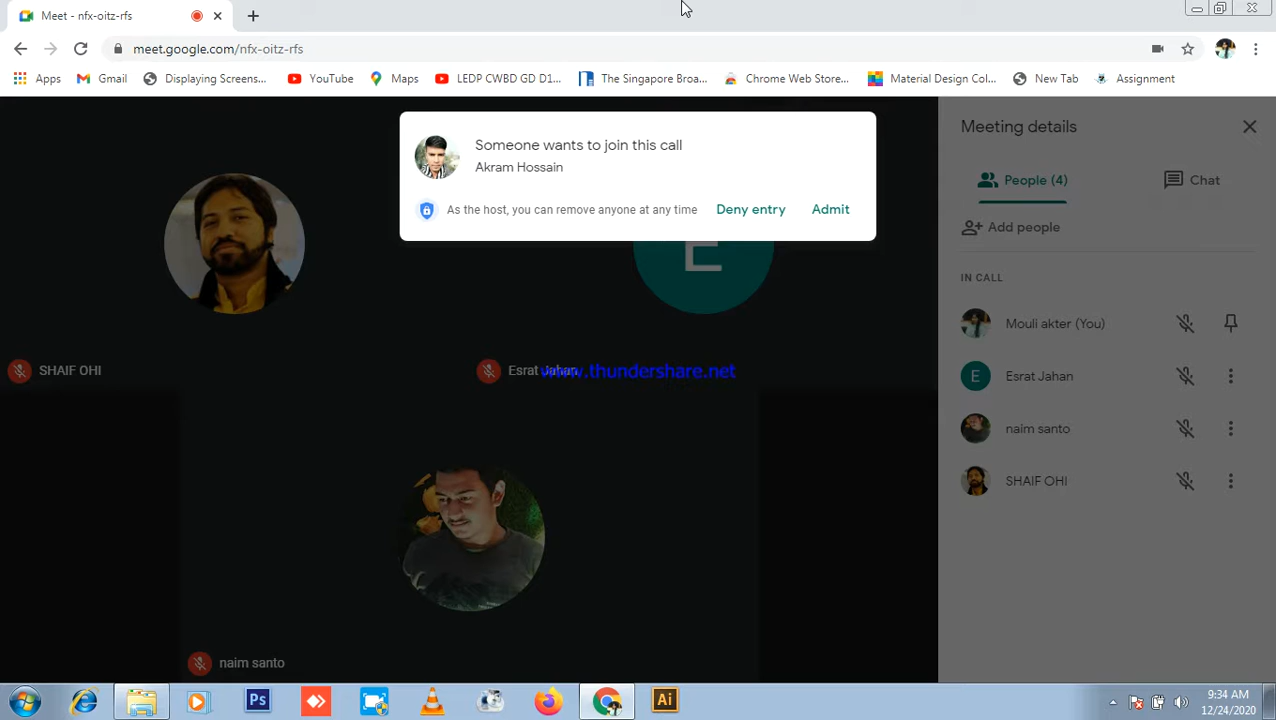 Meet - nfx-oitz-rfs
meet.google.com/nfx-oitz-rfs
Apps Gmail Displaying Screens... YouTube Maps LEDP CWBD GD D1... The Singapore Broa... Chrome Web Store... Material Design Col... New Tab Assignment
Someone wants to join this call
Akram Hossain
As the host, you can remove anyone at any time Deny entry Admit
E
SHAIF OHI
Esrat Jahan
www.thundershare.net
naim santo
Meeting details
People (4) Chat
Add people
IN CALL
Mouli akter (You)
E Esrat Jahan
naim santo
SHAIF OHI
Ps
Ai
9:34 AM
12/24/2020